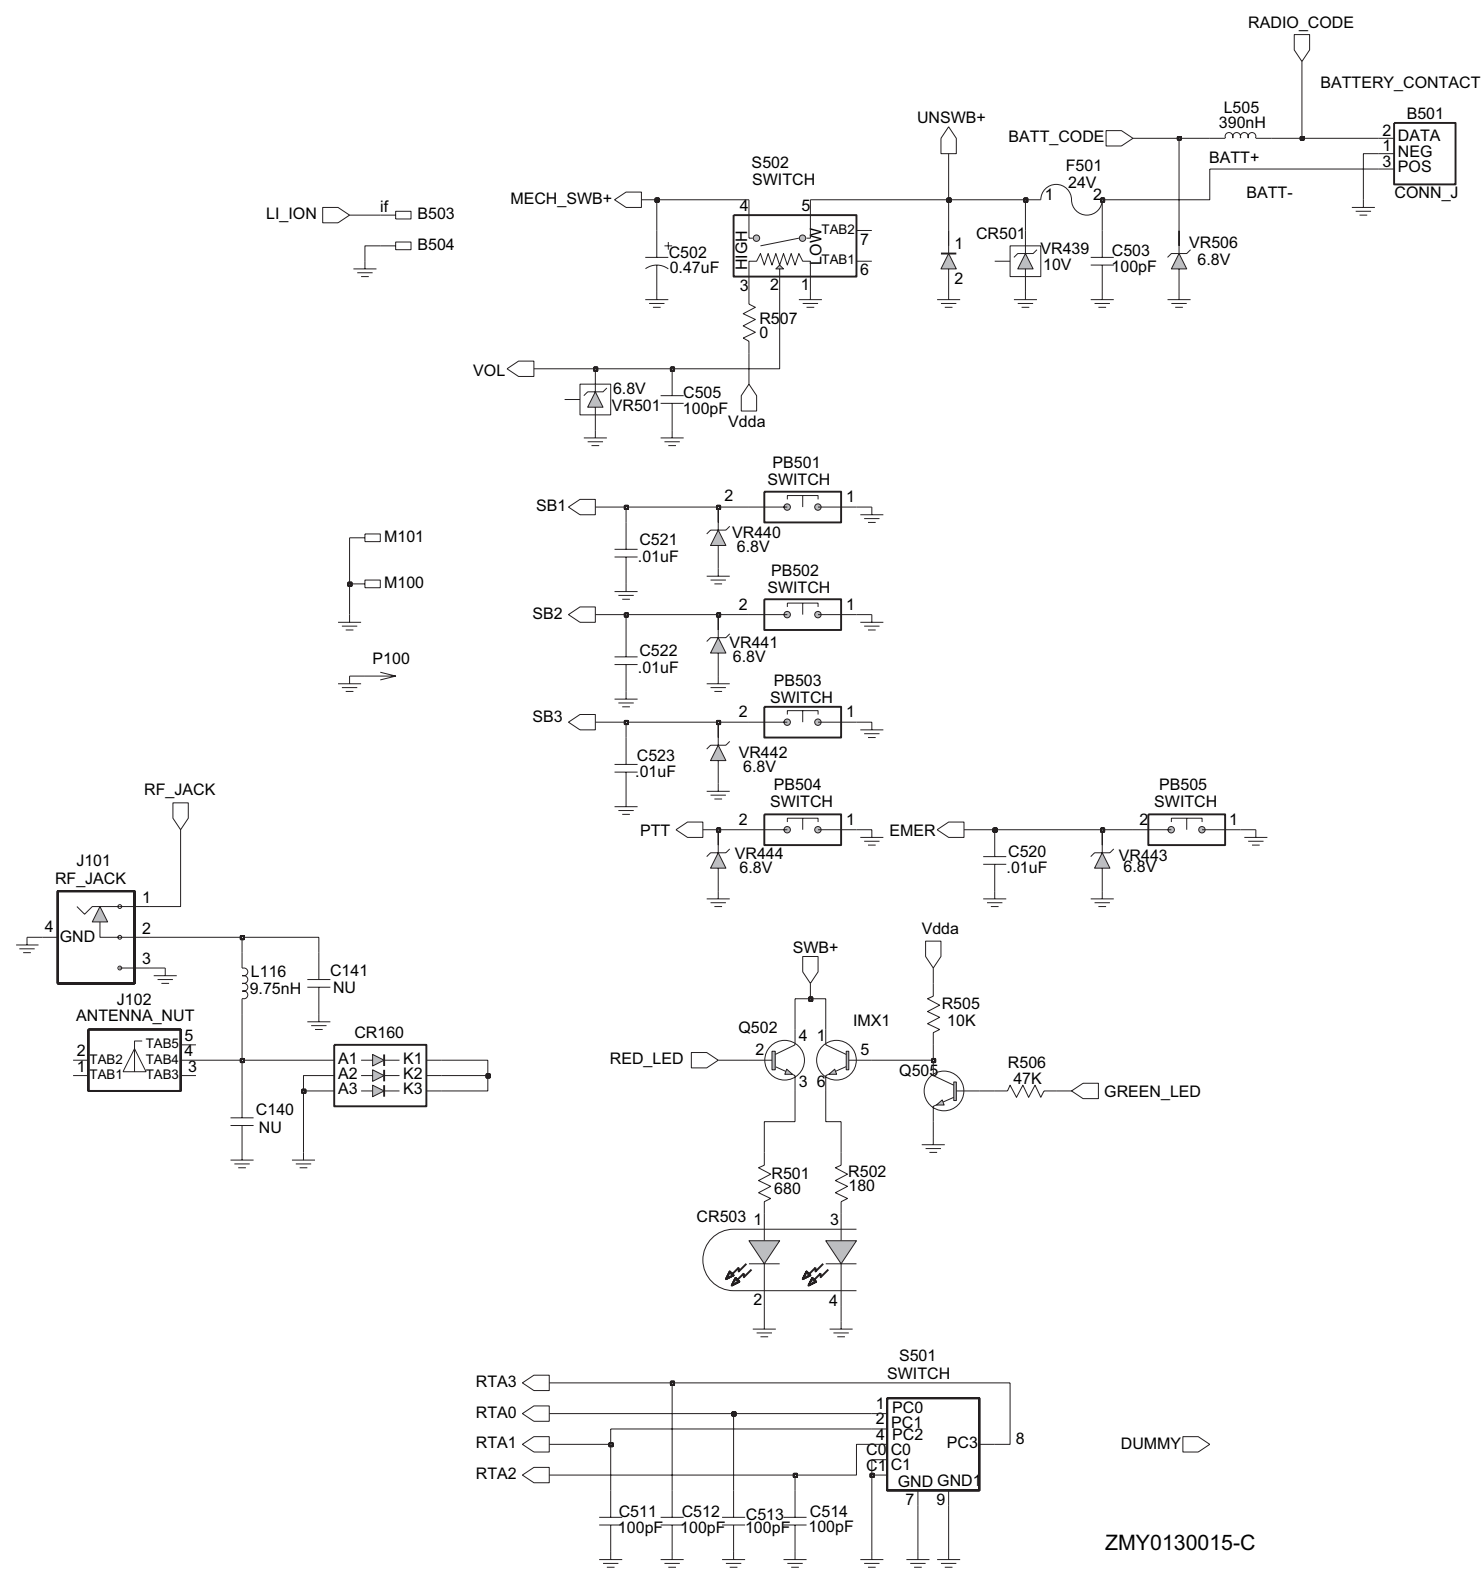 RADIO_CODE
BATTERY_CONTACT
L505
390nH
B501
UNSWB+
BATT_CODE
2 DATA
1 NEG
3 POS
CONN_J
BATT+
BATT-
F501
24V
1 2
S502
SWITCH
MECH_SWB+
4 5
LI_ION
if
B503
B504
HIGH
LOW
TAB2
7
TAB1
6
3 2 1
C502
+
0.47uF
1
2
CR501
VR439
10V
C503
100pF
VR506
6.8V
R507
0
VOL
6.8V
VR501
C505
100pF
Vdda
PB501
SWITCH
SB1
2 1
C521
.01uF
VR440
6.8V
M101
M100
PB502
SWITCH
SB2
2 1
C522
.01uF
VR441
6.8V
P100
PB503
SWITCH
SB3
2 1
C523
.01uF
VR442
6.8V
PB504
SWITCH
PTT
2 1
VR444
6.8V
PB505
SWITCH
EMER
2 1
C520
.01uF
VR443
6.8V
RF_JACK
J101
RF_JACK
1
4
GND
2
3
L116
9.75nH
C141
NU
J102
ANTENNA_NUT
TAB5
5
2
TAB2
TAB4
4
1
TAB1
TAB3
3
CR160
A1 K1
A2 K2
A3 K3
C140
NU
SWB+
Vdda
R505
10K
Q502
IMX1
4 1
RED_LED
2
5
3 6
Q505
R506
47K
GREEN_LED
R501
680
R502
180
CR503
1 3
2 4
S501
SWITCH
RTA3
RTA0
RTA1
RTA2
1 PC0
2 PC1
4 PC2
C0 C0
C1 C1
PC3
8
GND GND1
7 9
DUMMY
C511
100pF
C512
100pF
C513
100pF
C514
100pF
ZMY0130015-C